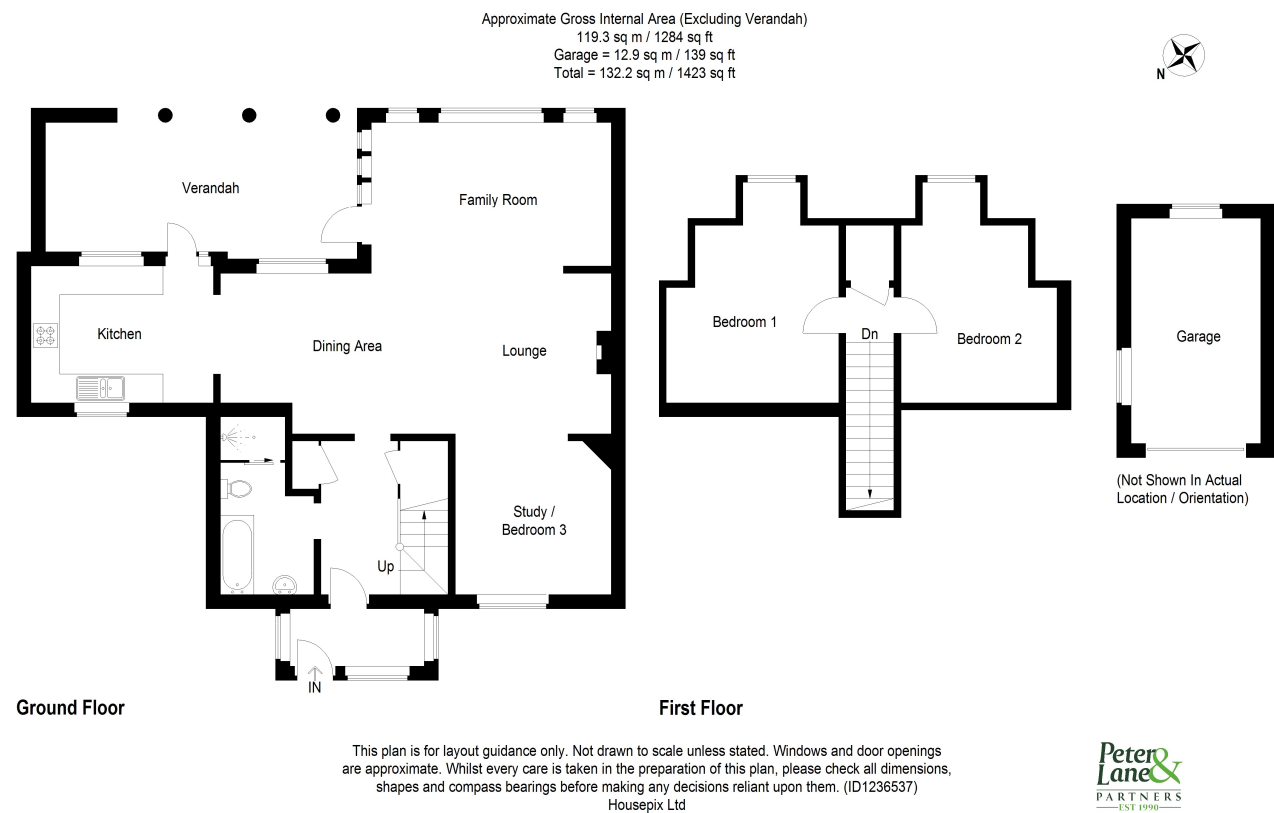 Approximate Gross Internal Area (Excluding Verandah)
119.3 sq m / 1284 sq ft
Garage = 12.9 sq m / 139 sq ft
Total = 132.2 sq m / 1423 sq ft
N
Verandah
Family Room
Kitchen
Dining Area
Lounge
Bedroom 1
Dn
Bedroom 2
Garage
(Not Shown In Actual
Location / Orientation)
Study /
Bedroom 3
Up
IN
Ground Floor
First Floor
This plan is for layout guidance only. Not drawn to scale unless stated. Windows and door openings
are approximate. Whilst every care is taken in the preparation of this plan, please check all dimensions,
shapes and compass bearings before making any decisions reliant upon them. (ID1236537)
Housepix Ltd
Peter &
Lane
PARTNERS
EST 1990